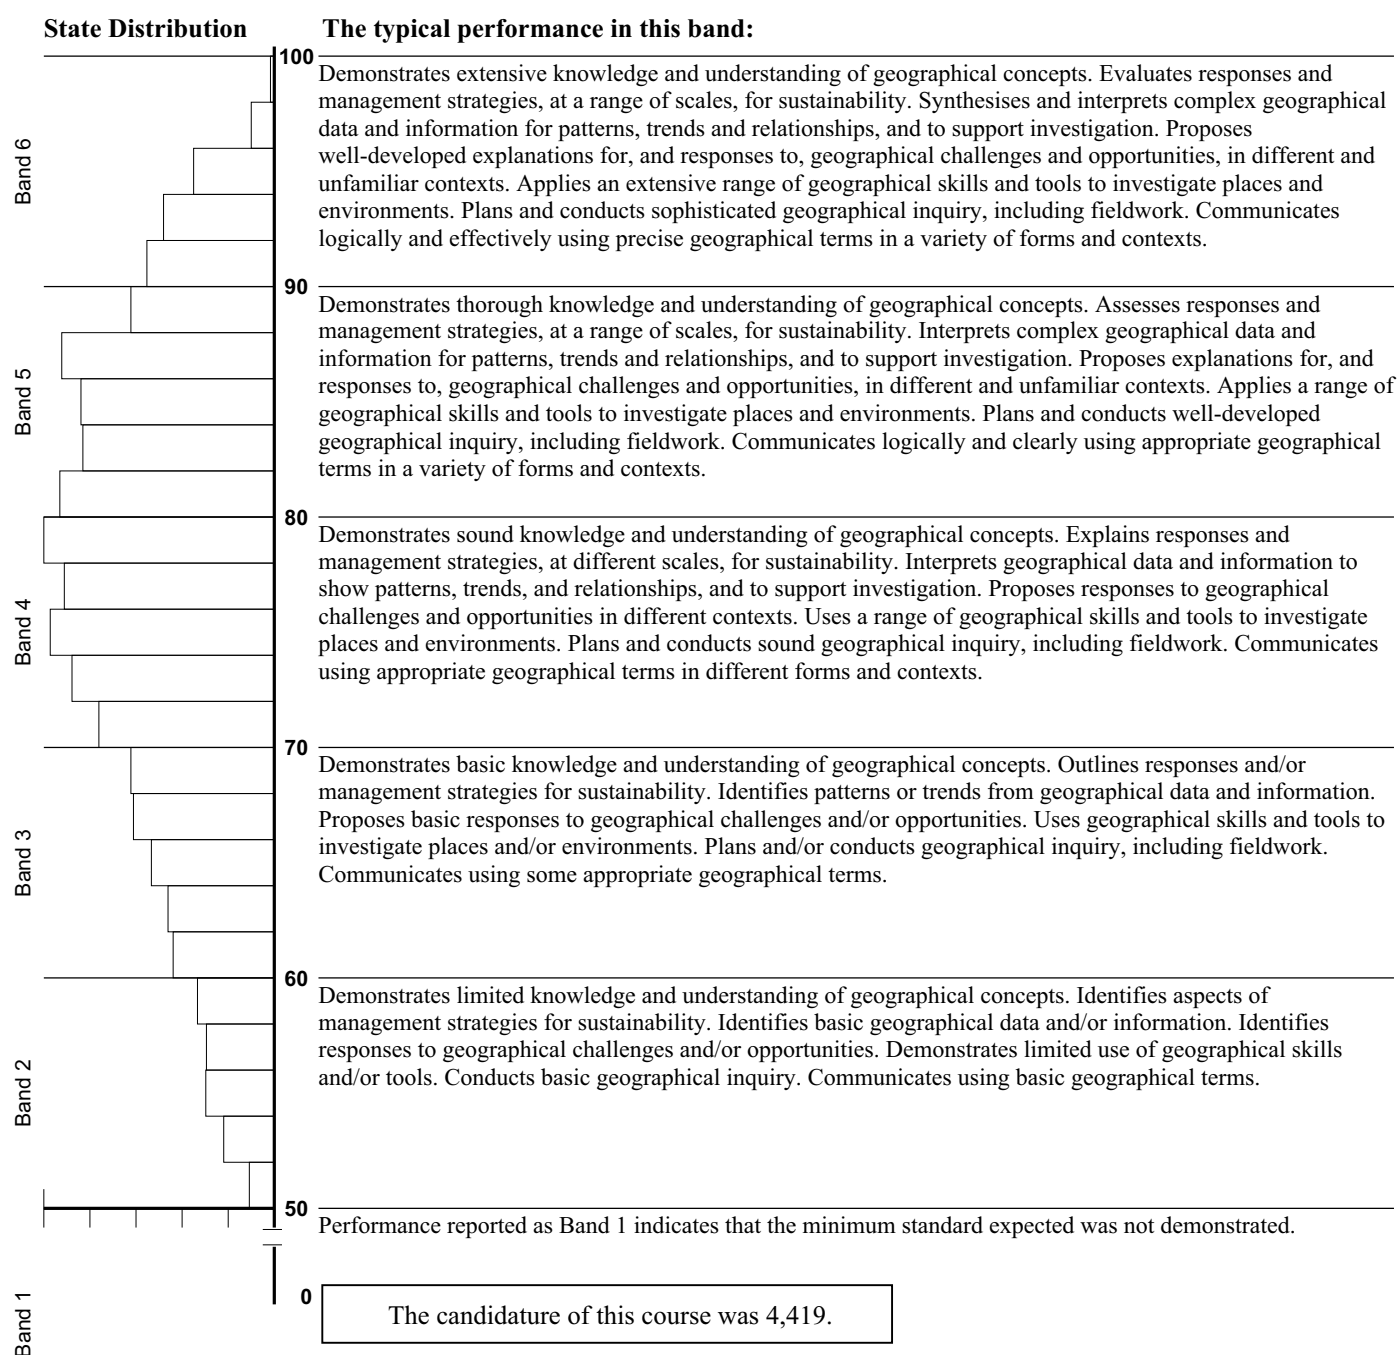 State Distribution
The typical performance in this band:
100
Demonstrates extensive knowledge and understanding of geographical concepts. Evaluates responses and
management strategies, at a range of scales, for sustainability. Synthesises and interprets complex geographical
data and information for patterns, trends and relationships, and to support investigation. Proposes
well-developed explanations for, and responses to, geographical challenges and opportunities, in different and
unfamiliar contexts. Applies an extensive range of geographical skills and tools to investigate places and
environments. Plans and conducts sophisticated geographical inquiry, including fieldwork. Communicates
logically and effectively using precise geographical terms in a variety of forms and contexts.
Band 6
90
Demonstrates thorough knowledge and understanding of geographical concepts. Assesses responses and
management strategies, at a range of scales, for sustainability. Interprets complex geographical data and
information for patterns, trends and relationships, and to support investigation. Proposes explanations for, and
responses to, geographical challenges and opportunities, in different and unfamiliar contexts. Applies a range of
geographical skills and tools to investigate places and environments. Plans and conducts well-developed
geographical inquiry, including fieldwork. Communicates logically and clearly using appropriate geographical
terms in a variety of forms and contexts.
Band 5
80
Demonstrates sound knowledge and understanding of geographical concepts. Explains responses and
management strategies, at different scales, for sustainability. Interprets geographical data and information to
show patterns, trends, and relationships, and to support investigation. Proposes responses to geographical
challenges and opportunities in different contexts. Uses a range of geographical skills and tools to investigate
places and environments. Plans and conducts sound geographical inquiry, including fieldwork. Communicates
using appropriate geographical terms in different forms and contexts.
Band 4
70
Demonstrates basic knowledge and understanding of geographical concepts. Outlines responses and/or
management strategies for sustainability. Identifies patterns or trends from geographical data and information.
Proposes basic responses to geographical challenges and/or opportunities. Uses geographical skills and tools to
investigate places and/or environments. Plans and/or conducts geographical inquiry, including fieldwork.
Communicates using some appropriate geographical terms.
Band 3
60
Demonstrates limited knowledge and understanding of geographical concepts. Identifies aspects of
management strategies for sustainability. Identifies basic geographical data and/or information. Identifies
responses to geographical challenges and/or opportunities. Demonstrates limited use of geographical skills
and/or tools. Conducts basic geographical inquiry. Communicates using basic geographical terms.
Band 2
50
Performance reported as Band 1 indicates that the minimum standard expected was not demonstrated.
0
The candidature of this course was 4,419.
Band 1